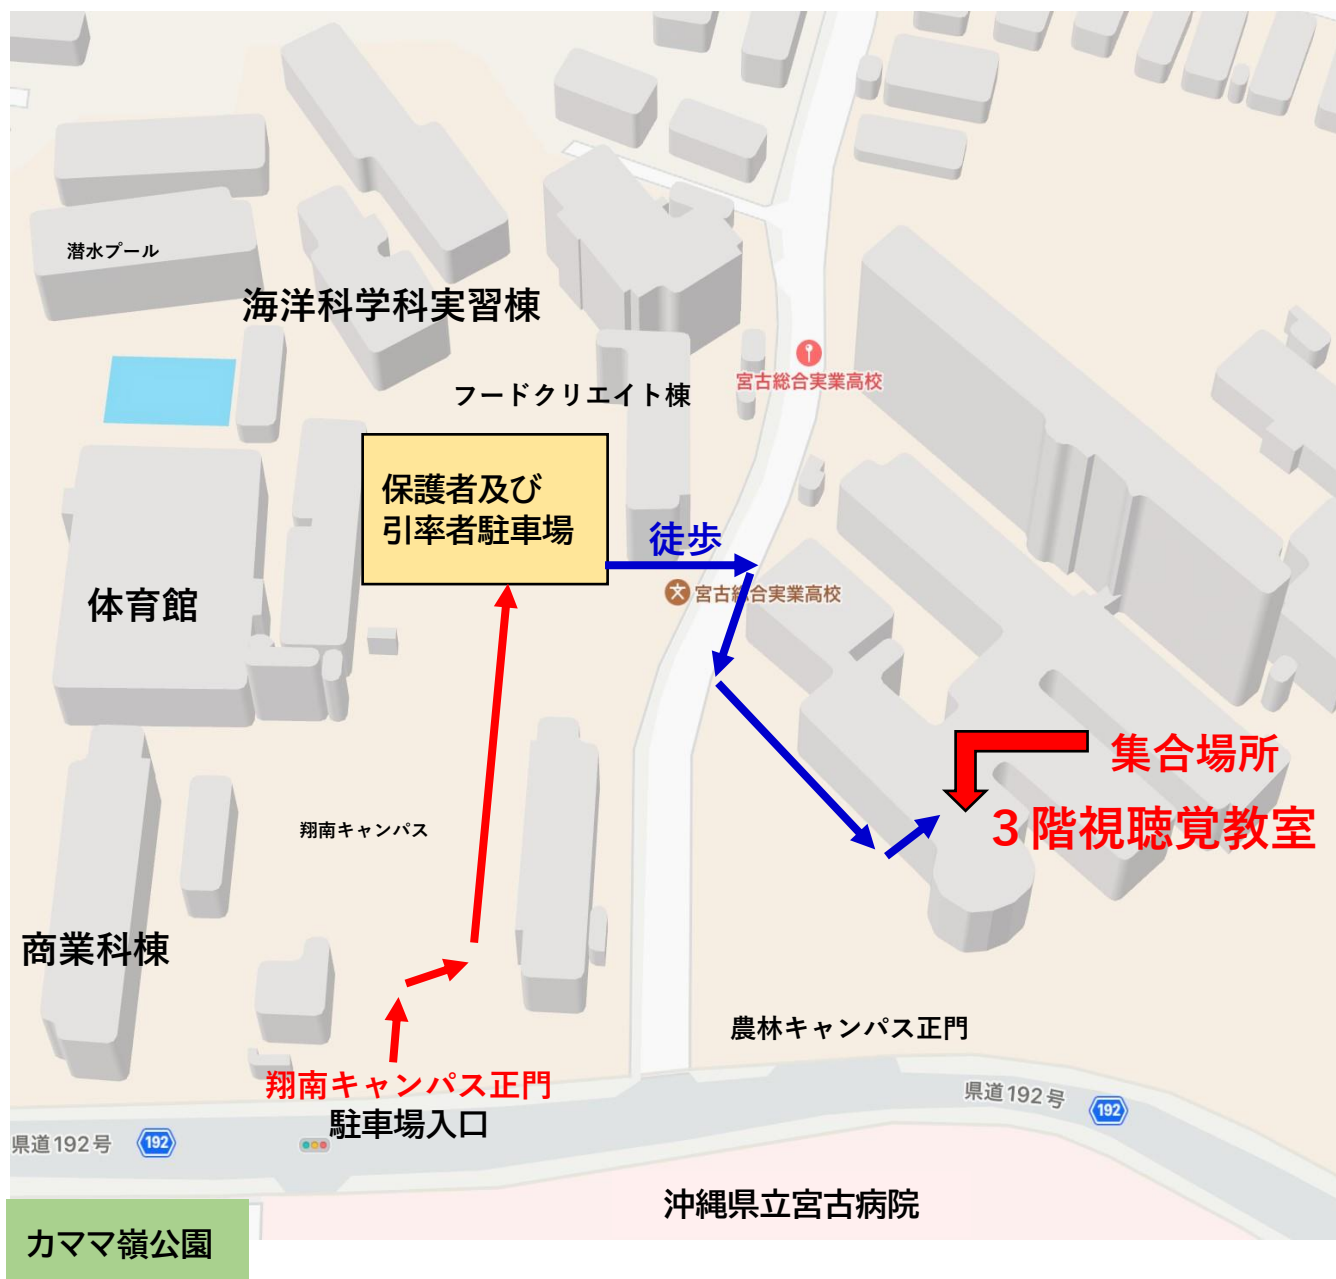 潜水プール
海洋科学科実習棟
宮古総合実業高校
フードクリエイト棟
保護者及び
引率者駐車場
徒歩
宮古総合実業高校
体育館
集合場所
3階視聴覚教室
翔南キャンパス
商業科棟
農林キャンパス正門
翔南キャンパス正門
駐車場入口
県道192号
192
県道192号
192
沖縄県立宮古病院
カママ嶺公園